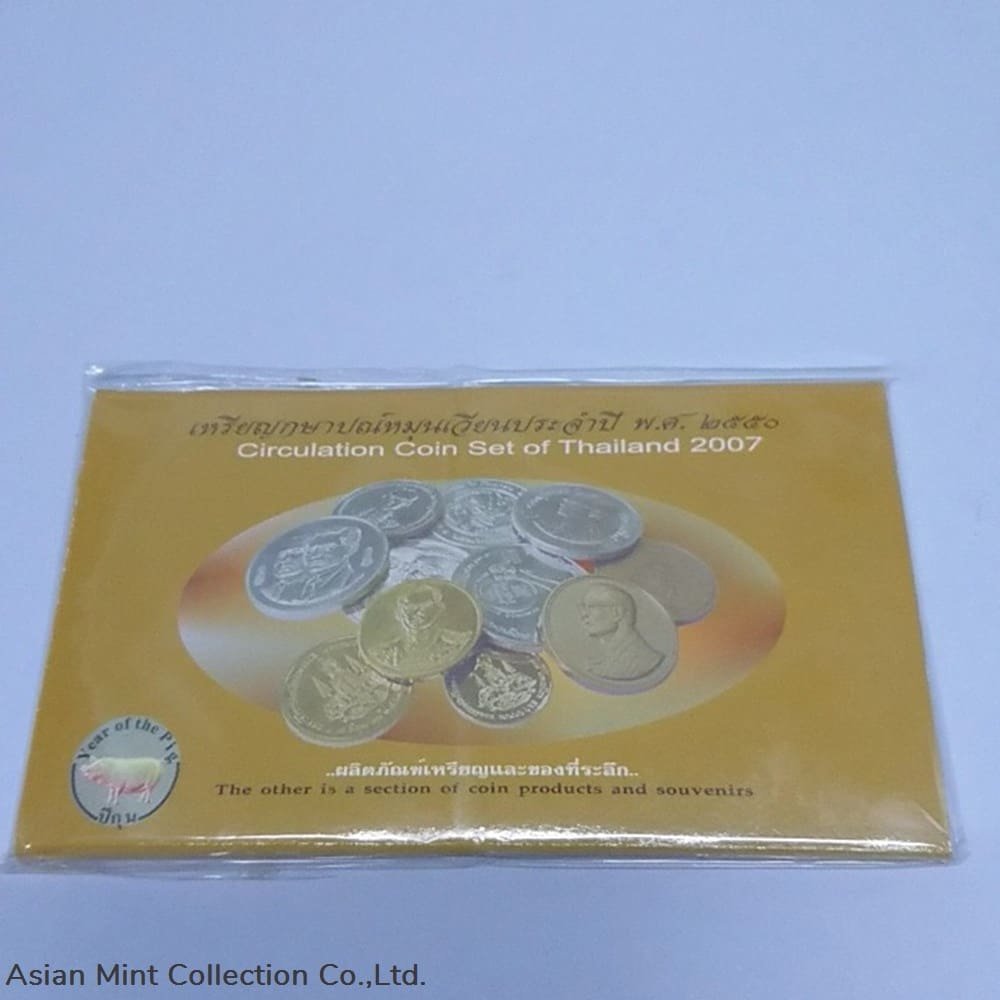 เหรียญกษาปณ์หมุนเวียนประจำปี พ.ศ. ๒๕๕๐
Circulation Coin Set of Thailand 2007
Year of the Pig
ปีกุน
..ผลิตภัณฑ์เหรียญและของที่ระลึก..
The other is a section of coin products and souvenirs
Asian Mint Collection Co.,Ltd.